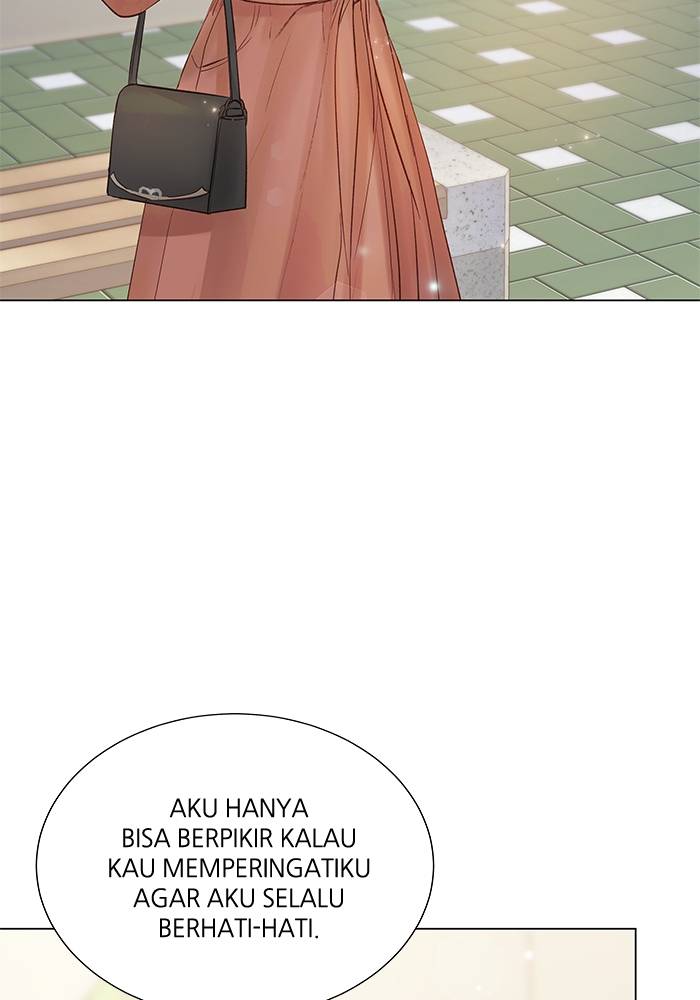 AKU HANYA
BISA BERPIKIR KALAU
KAU MEMPERINGATIKU
AGAR AKU SELALU
BERHATI-HATI.